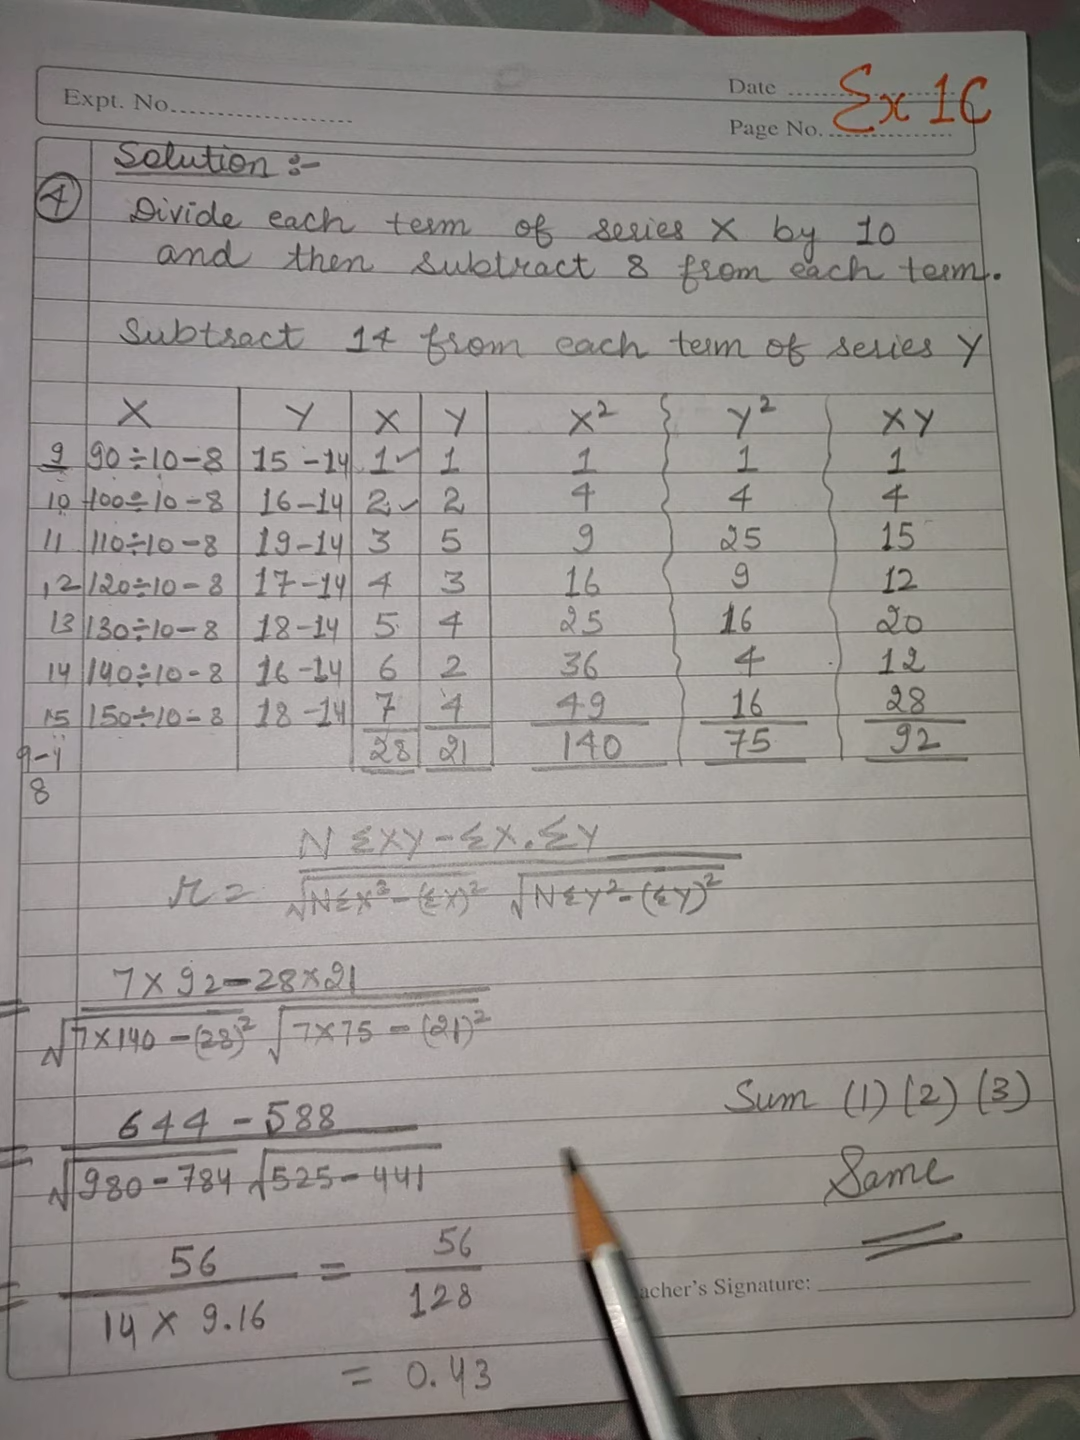 Date
Ex 1C
Expt. No.
Page No.
Solution :-
4
Divide each term of series X by 10
and then subtract 8 from each term.
Subtract 14 from each term of series Y
X Y X Y X² Y² XY
9 90÷10-8 15-14 1 1 1 1 1
10 100÷10-8 16-14 2 2 4 4 4
11 110÷10-8 19-14 3 5 9 25 15
12 120÷10-8 17-14 4 3 16 9 12
13 130÷10-8 18-14 5 4 25 16 20
14 140÷10-8 16-14 6 2 36 4 12
15 150÷10-8 18-14 7 4 49 16 28
28 21 140 75 92
8
N ΣXY-ΣX.ΣY
r = √NΣX²-(ΣX)² √NΣY²-(ΣY)²
7×92-28×21
= √7×140-(28)² √7×75-(21)²
Sum (1) (2) (3)
644-588
= √980-784 √525-441
Same
56 = 56
= 14×9.16 128
acher's Signature:
= 0.43